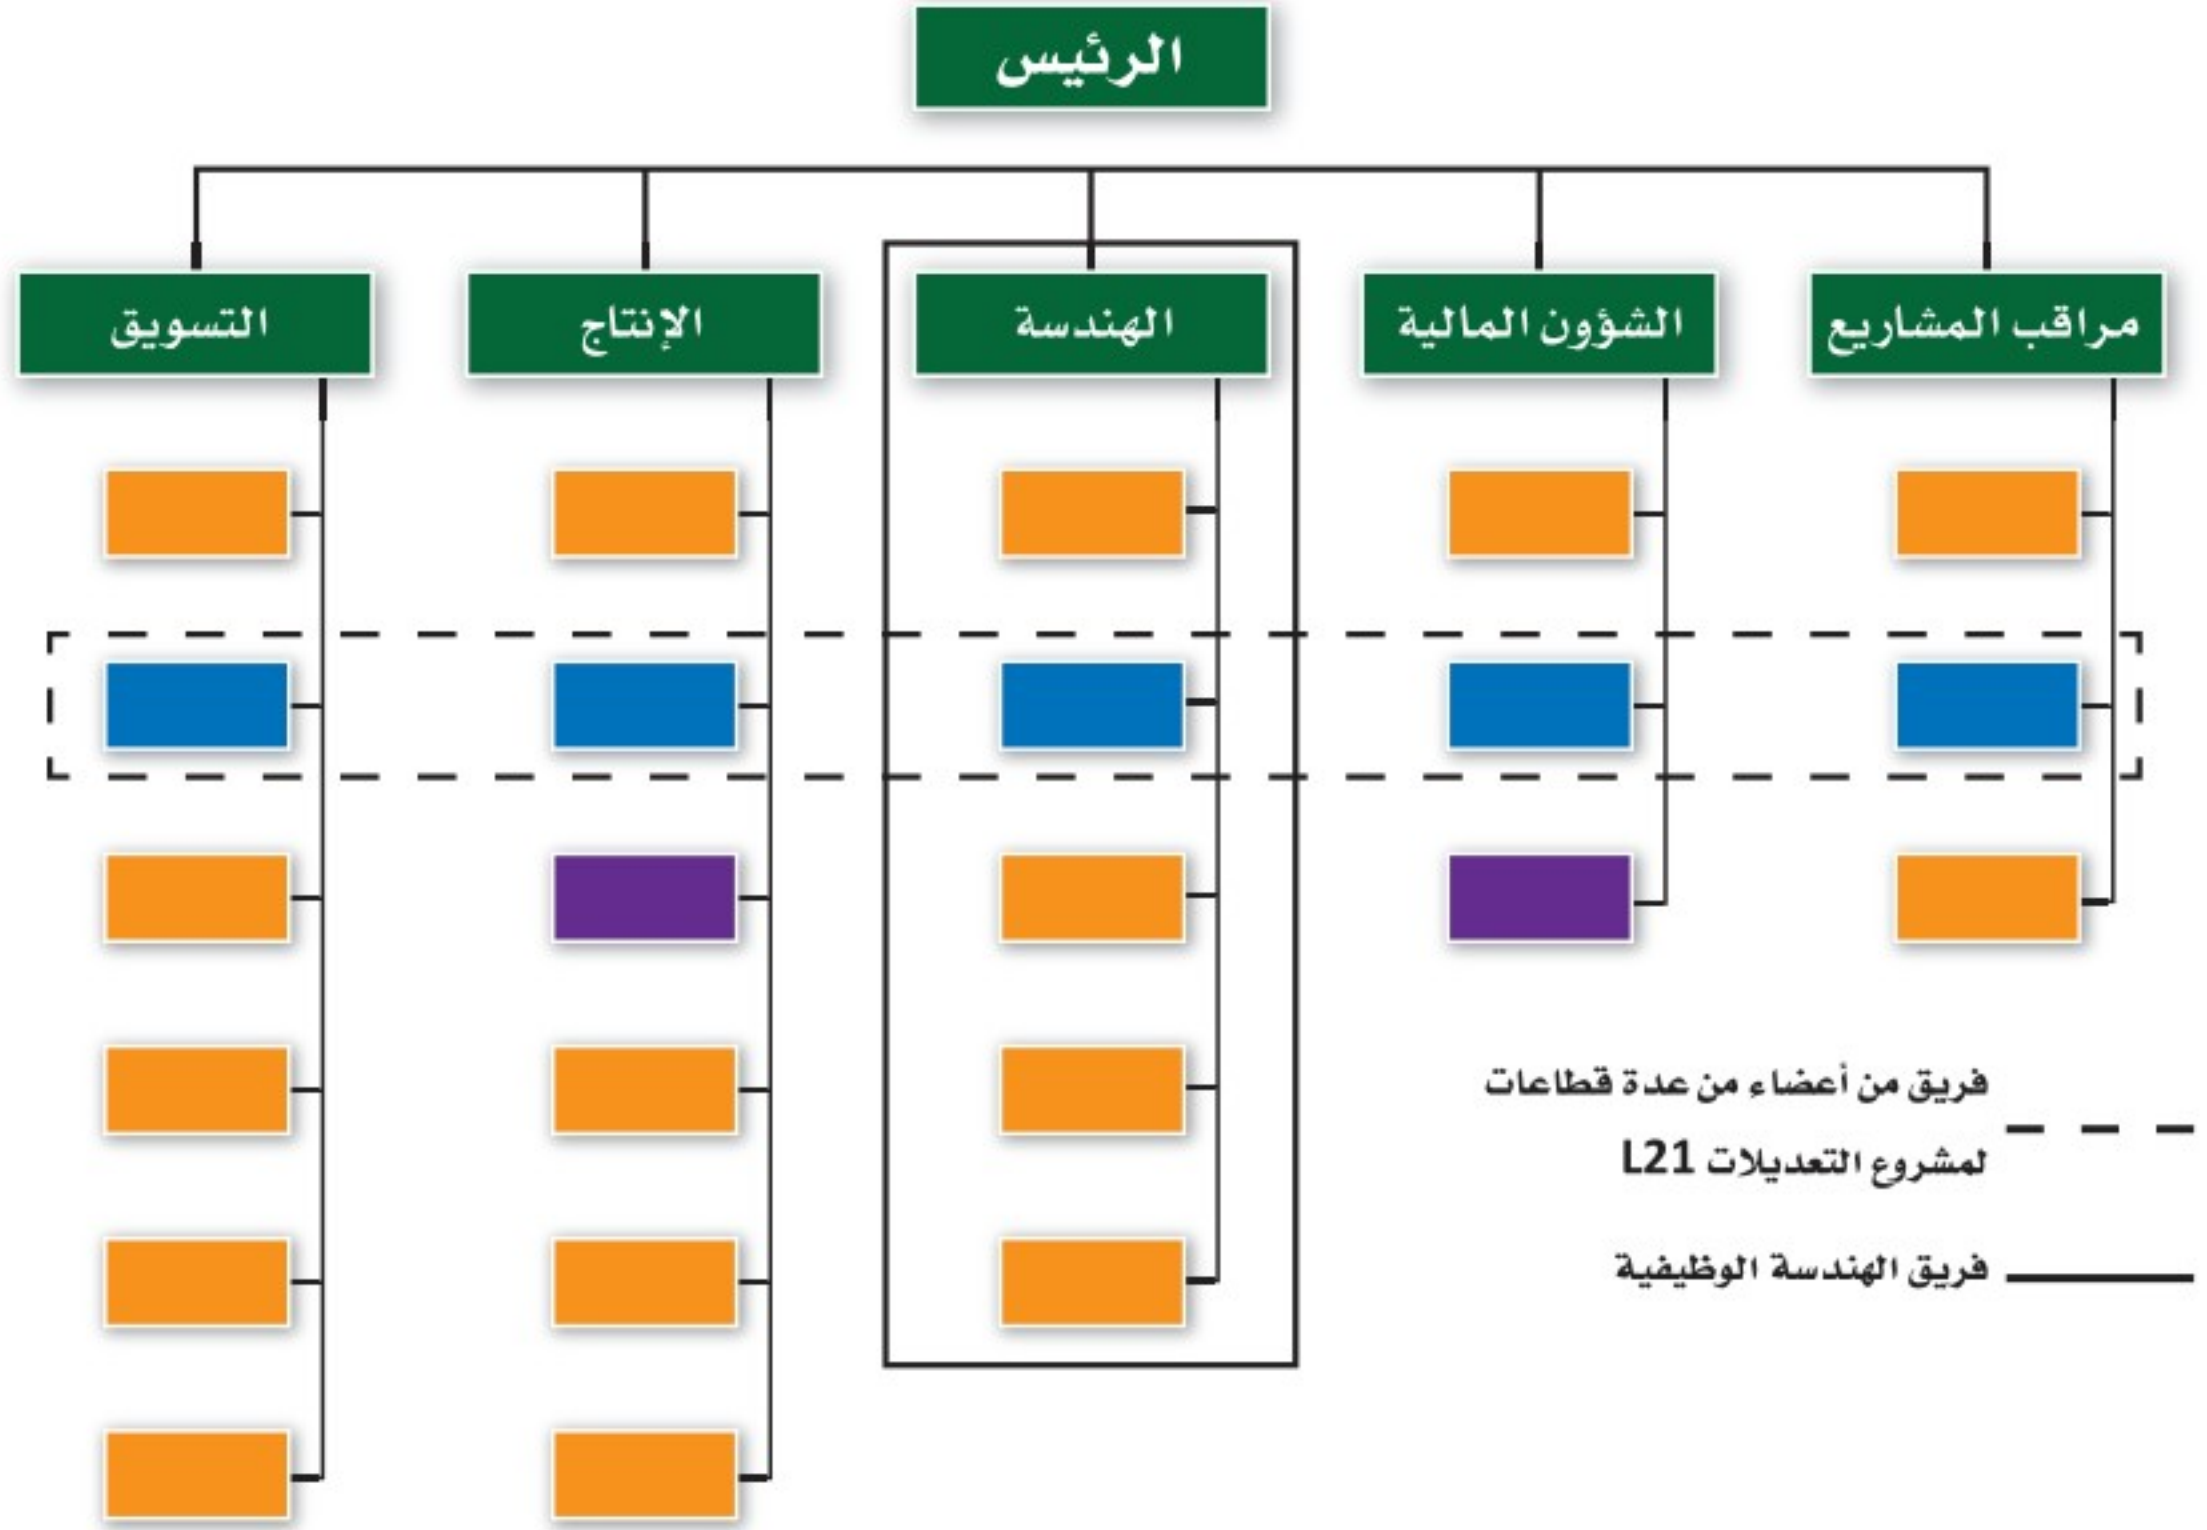 الرئيس
مراقب المشاريع
الشؤون المالية
الهندسة
الإنتاج
التسويق
فريق من أعضاء من عدة قطاعات
لمشروع التعديلات L21
فريق الهندسة الوظيفية